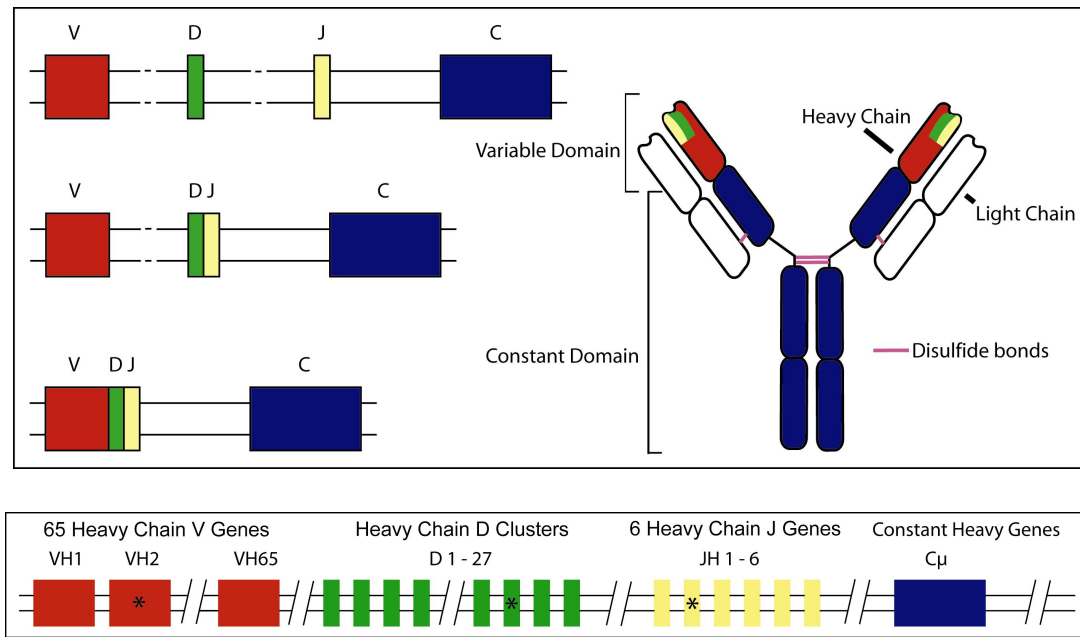 V D J C
V D J C
V D J C
Variable Domain
Heavy Chain
Light Chain
Constant Domain
Disulfide bonds
65 Heavy Chain V Genes
Heavy Chain D Clusters
6 Heavy Chain J Genes
Constant Heavy Genes
VH1 VH2 VH65
D 1 - 27
JH 1 - 6
Cμ
* * *